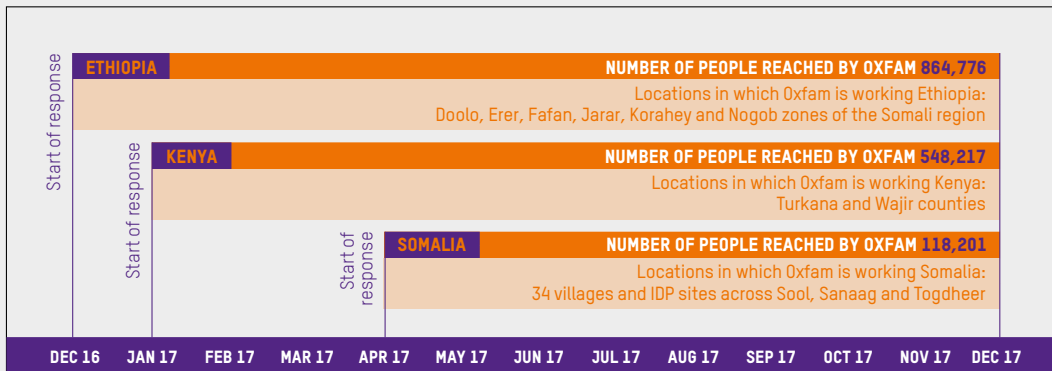 Start of response
ETHIOPIA
NUMBER OF PEOPLE REACHED BY OXFAM 864,776
Locations in which Oxfam is working Ethiopia:
Doolo, Erer, Fafan, Jarar, Korahey and Nogob zones of the Somali region
Start of response
KENYA
NUMBER OF PEOPLE REACHED BY OXFAM 548,217
Locations in which Oxfam is working Kenya:
Turkana and Wajir counties
Start of
response
SOMALIA
NUMBER OF PEOPLE REACHED BY OXFAM 118,201
Locations in which Oxfam is working Somalia:
34 villages and IDP sites across Sool, Sanaag and Togdheer
DEC 16 JAN 17 FEB 17 MAR 17 APR 17 MAY 17 JUN 17 JUL 17 AUG 17 SEP 17 OCT 17 NOV 17 DEC 17